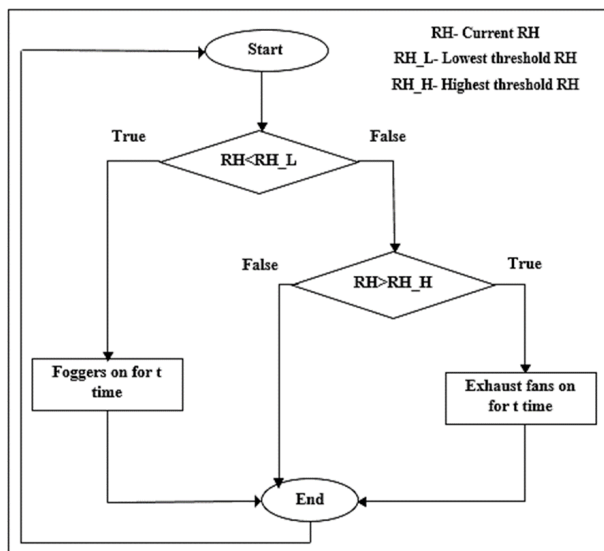 Start
RH- Current RH
RH_L- Lowest threshold RH
RH_H- Highest threshold RH
True
False
RH<RH_L
False
True
RH>RH_H
Foggers on for t
time
Exhaust fans on
for t time
End